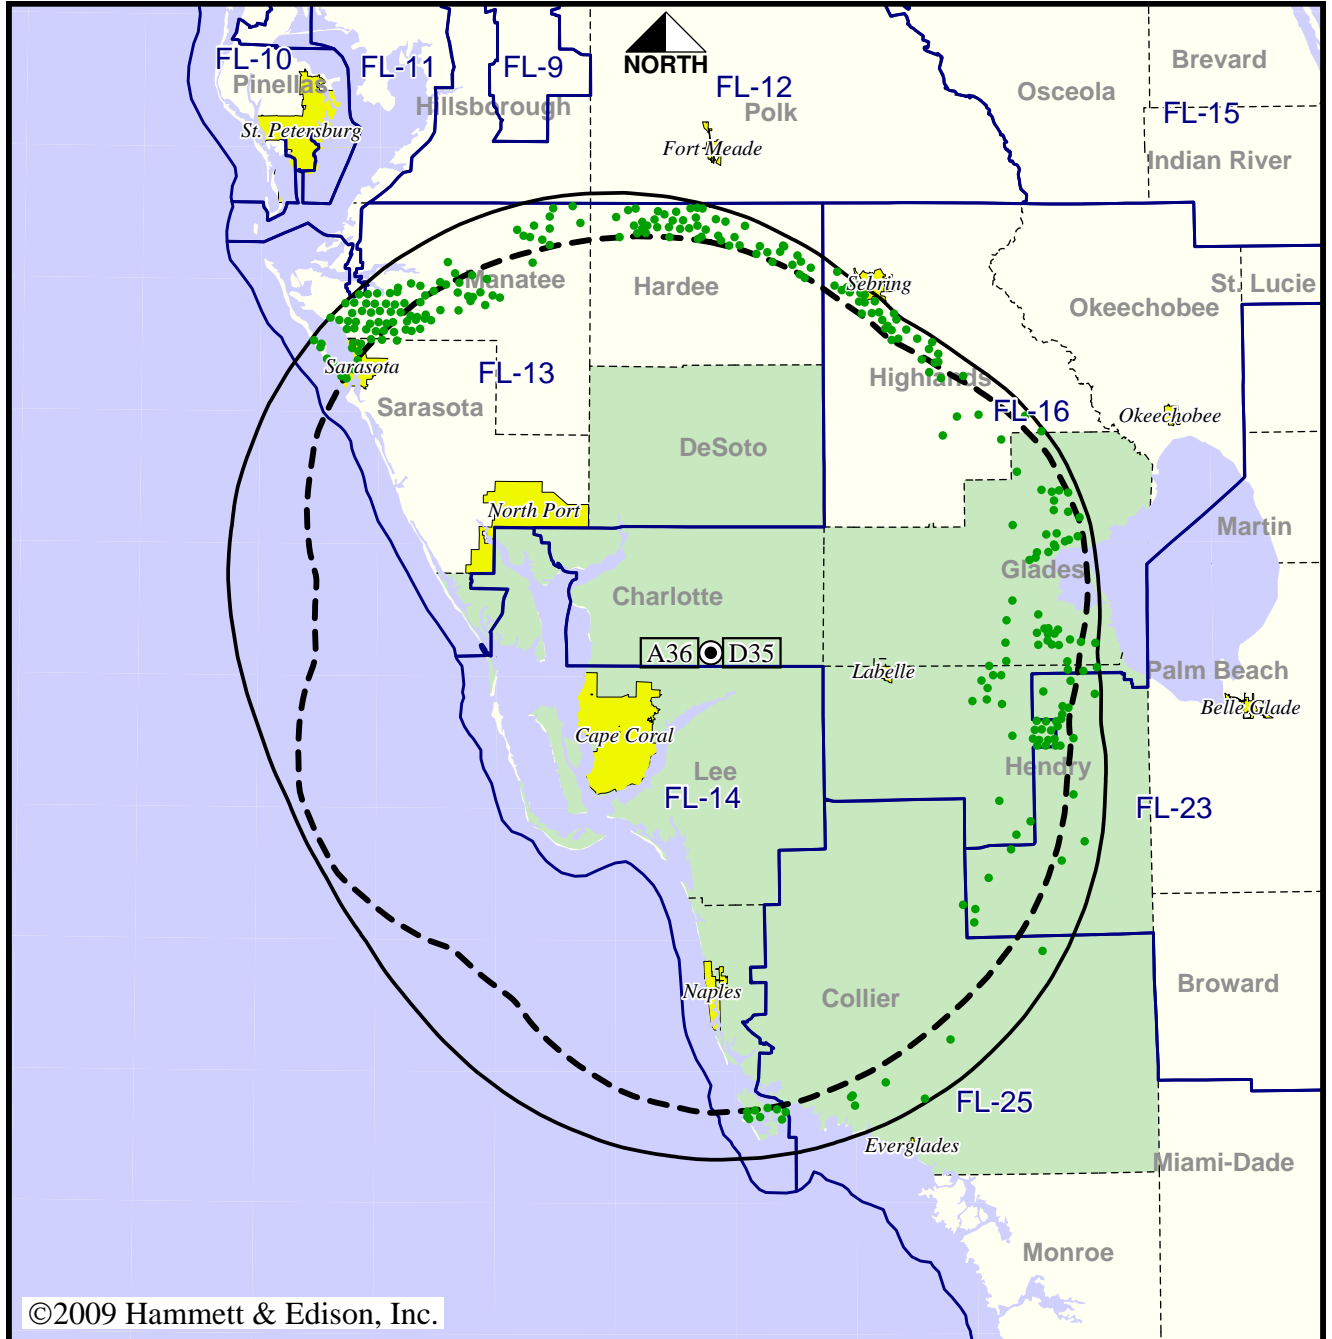 FL-10
FL-11
FL-9
NORTH
FL-12
Brevard
Pinellas
Hillsborough
Polk
Osceola
FL-15
St. Petersburg
Fort Meade
Indian River
Manatee
Hardee
Sebring
St. Lucie
Okeechobee
Sarasota
FL-13
Highlands
Sarasota
FL-16
Okeechobee
DeSoto
North Port
Martin
Glades
Charlotte
A36
D35
Labelle
Palm Beach
Belle Glade
Cape Coral
Lee
Hendry
FL-14
FL-23
Naples
Collier
Broward
FL-25
Everglades
Miami-Dade
Monroe
©2009 Hammett & Edison, Inc.